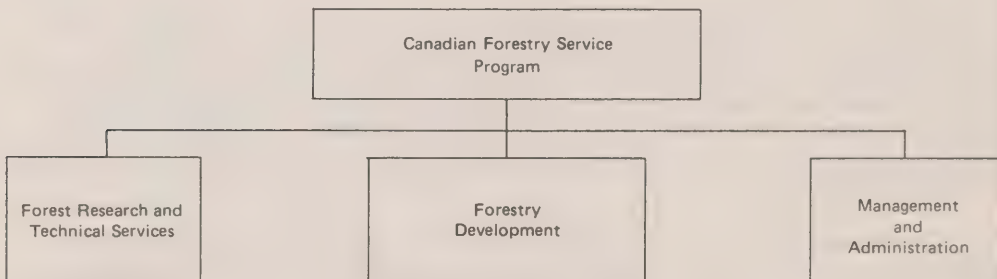 Canadian Forestry Service
Program
Forest Research and
Technical Services
Forestry
Development
Management
and
Administration